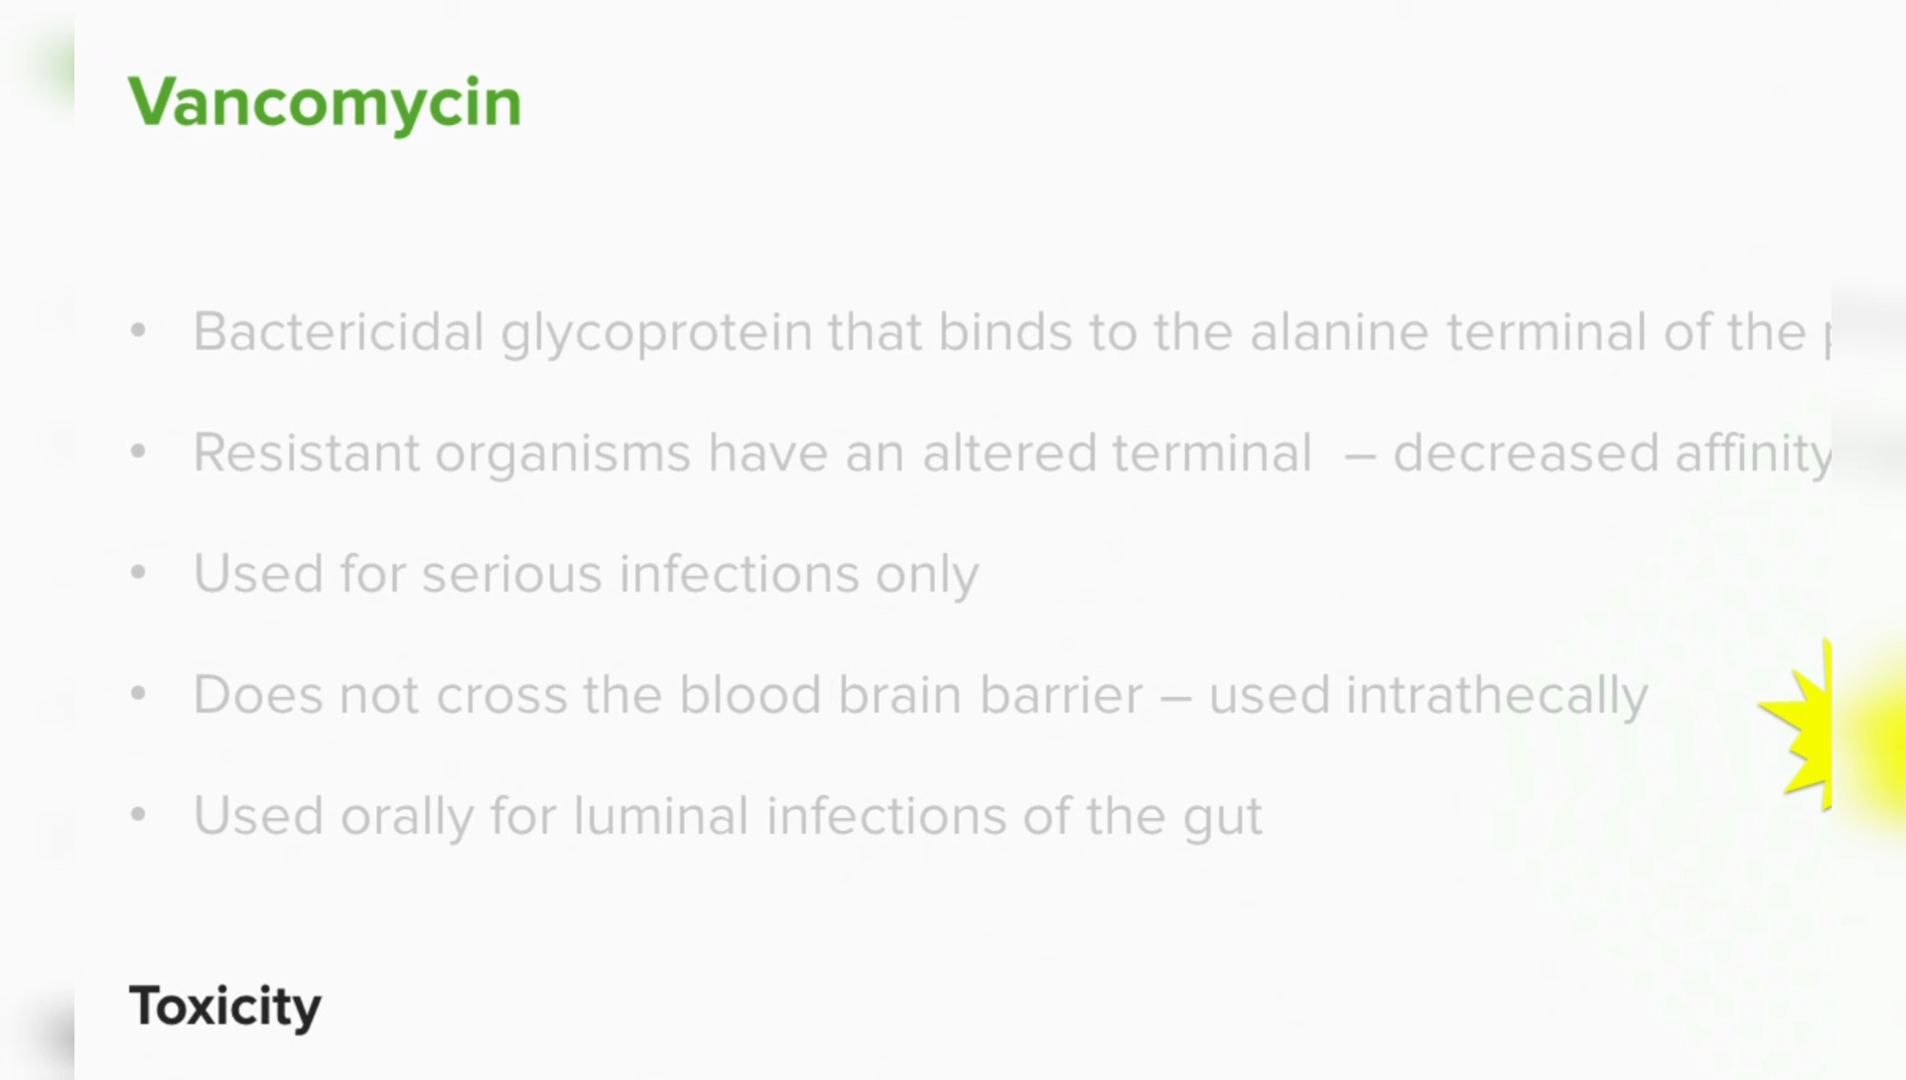 Vancomycin
• Bactericidal glycoprotein that binds to the alanine terminal of the
• Resistant organisms have an altered terminal – decreased affinity
• Used for serious infections only
• Does not cross the blood brain barrier – used intrathecally
• Used orally for luminal infections of the gut
Toxicity